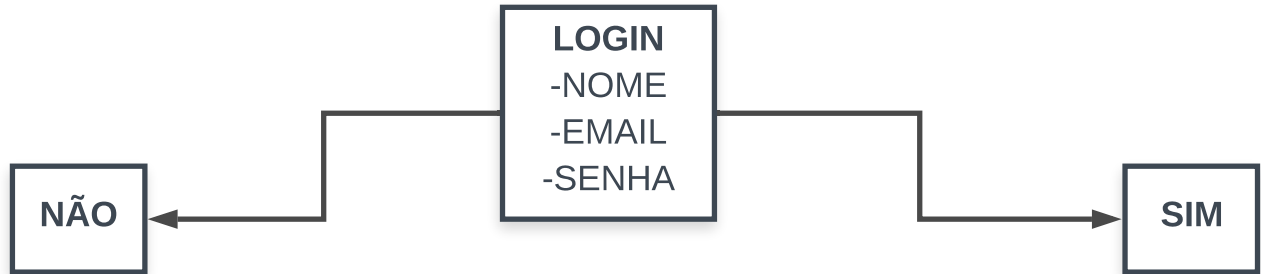 LOGIN
-NOME
-EMAIL
-SENHA
NÃO
SIM